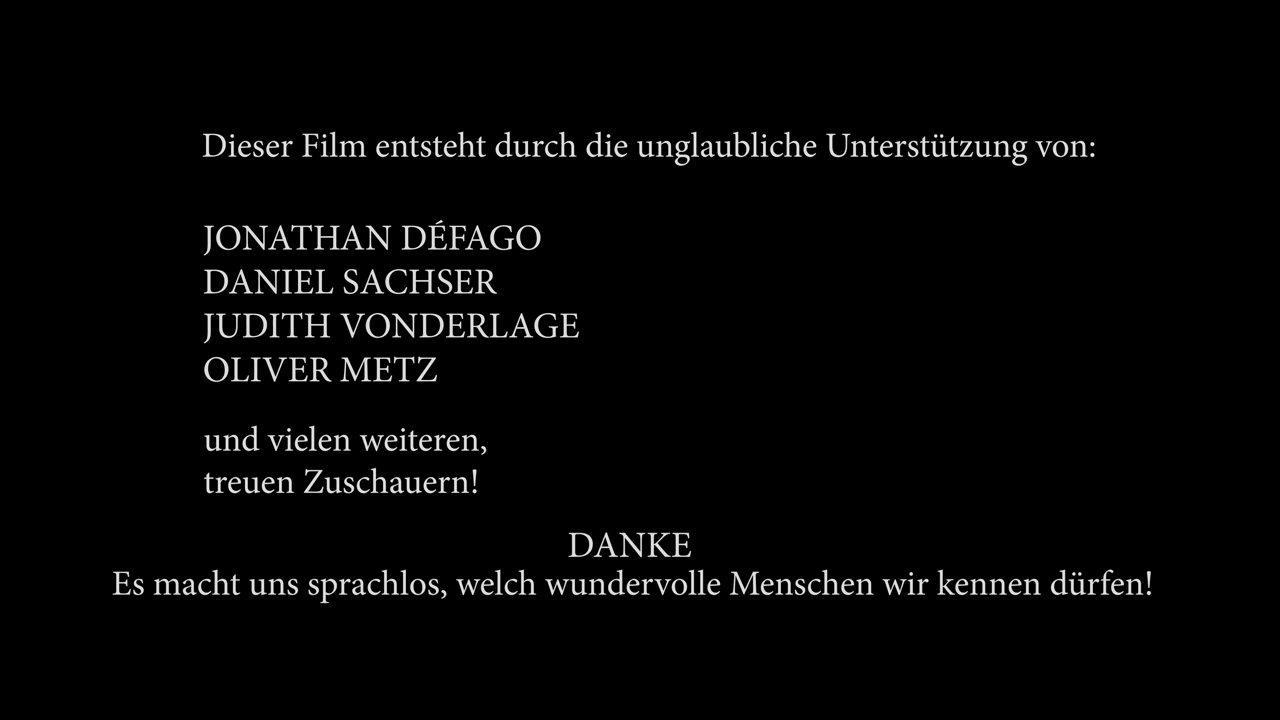 Dieser Film entsteht durch die unglaubliche Unterstützung von:
JONATHAN DÉFAGO
DANIEL SACHSER
JUDITH VONDERLAGE
OLIVER METZ
und vielen weiteren,
treuen Zuschauern!
DANKE
Es macht uns sprachlos, welch wundervolle Menschen wir kennen dürfen!